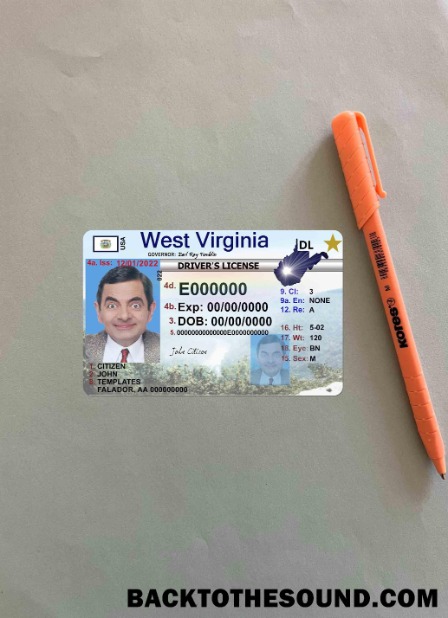 USA
West Virginia
GOVERNOR: Earl Ray Tomblin
JDL
4a. Iss: 12/01/2022
DRIVER'S LICENSE
4d. E000000
4b. Exp: 00/00/0000
3. DOB: 00/00/0000
5. 0000000000000E0000000000
9. Cl: 3
9a. En: NONE
12. Re: A
16. Ht: 5-02
17. Wt: 120
18. Eye: BN
15. Sex: M
John Citizen
1. CITIZEN
2. JOHN
8. TEMPLATES
FALADOR, AA 000000000
KORES
M
BACKTOTHESOUND.COM